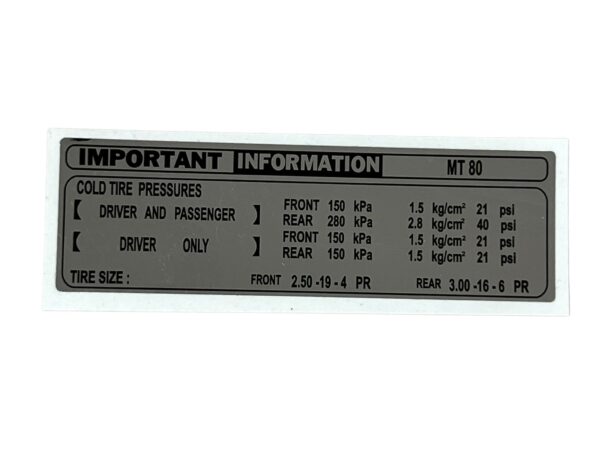 IMPORTANT INFORMATION MT 80
COLD TIRE PRESSURES
【 DRIVER AND PASSENGER 】 FRONT 150 kPa 1.5 kg/cm² 21 psi
REAR 280 kPa 2.8 kg/cm² 40 psi
【 DRIVER ONLY 】 FRONT 150 kPa 1.5 kg/cm² 21 psi
REAR 150 kPa 1.5 kg/cm² 21 psi
TIRE SIZE : FRONT 2.50 -19 - 4 PR REAR 3.00 -16 - 6 PR